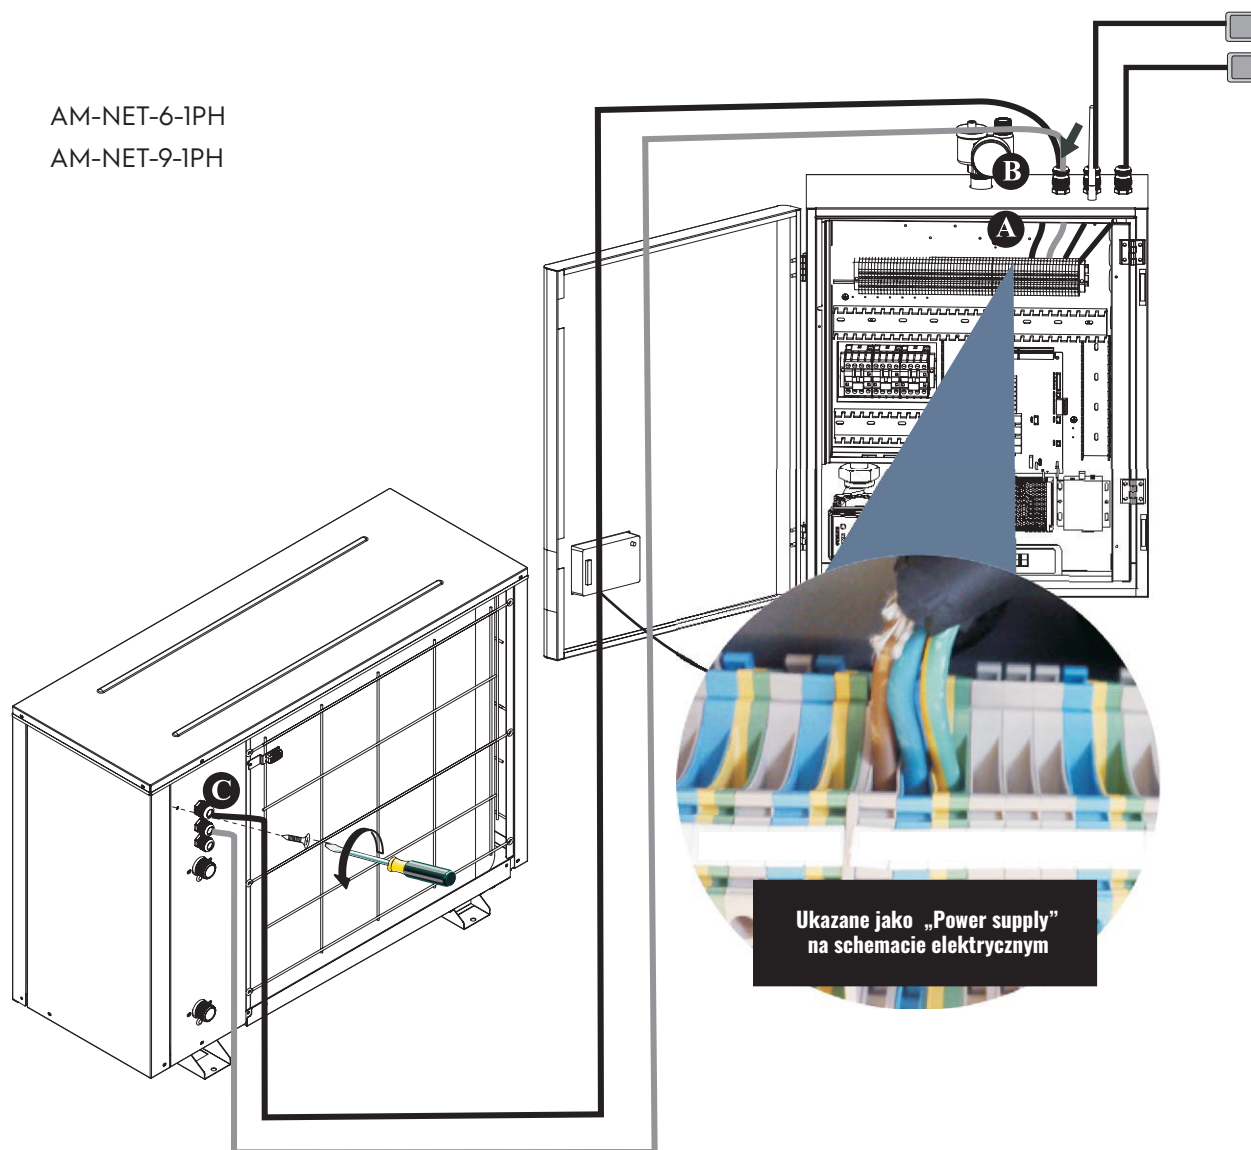 AM-NET-6-1PH
AM-NET-9-1PH
B
A
C
Ukazane jako „Power supply”
na schemacie elektrycznym